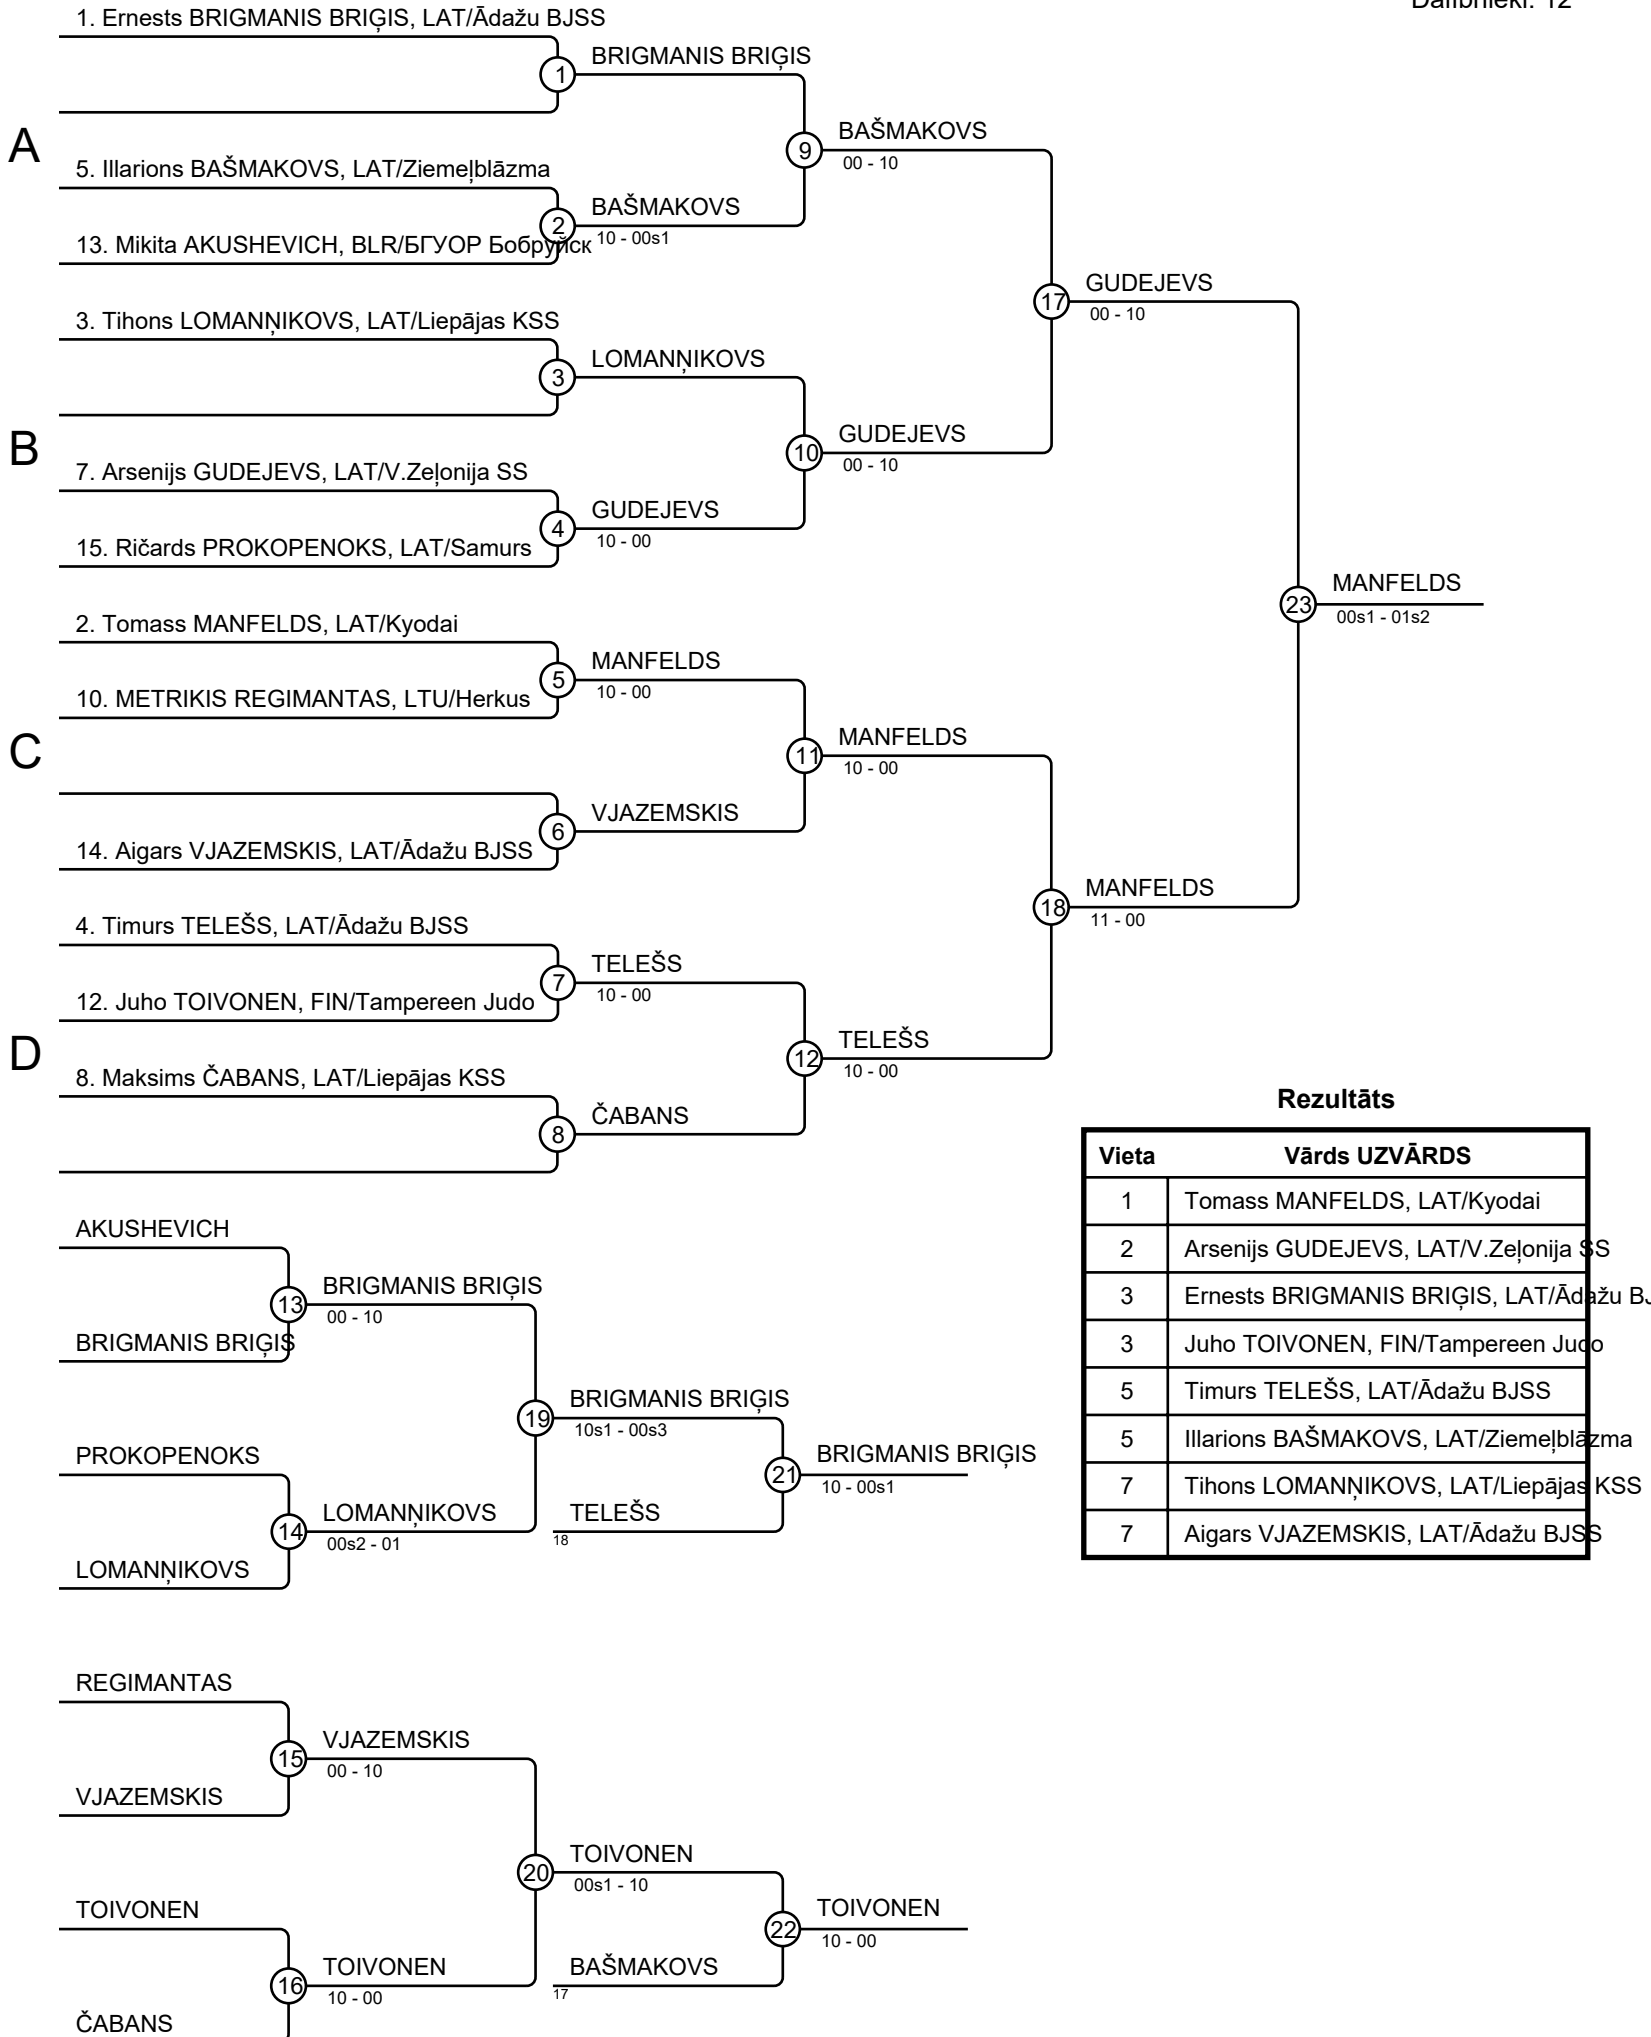 Dalībnieki: 12
1. Ernests BRIGMANIS BRIĢIS, LAT/Ādažu BJSS
1
BRIGMANIS BRIĢIS
A
9
BAŠMAKOVS
00 - 10
5. Illarions BAŠMAKOVS, LAT/Ziemeļblāzma
2
BAŠMAKOVS
10 - 00s1
13. Mikita AKUSHEVICH, BLR/БГУОР Бобруйск
17
GUDEJEVS
00 - 10
3. Tihons LOMANŅIKOVS, LAT/Liepājas KSS
3
LOMANŅIKOVS
B
10
GUDEJEVS
00 - 10
7. Arsenijs GUDEJEVS, LAT/V.Zeļonija SS
4
GUDEJEVS
10 - 00
15. Ričards PROKOPENOKS, LAT/Samurs
23
MANFELDS
00s1 - 01s2
2. Tomass MANFELDS, LAT/Kyodai
5
MANFELDS
10 - 00
10. METRIKIS REGIMANTAS, LTU/Herkus
C
11
MANFELDS
10 - 00
6
VJAZEMSKIS
14. Aigars VJAZEMSKIS, LAT/Ādažu BJSS
18
MANFELDS
11 - 00
4. Timurs TELEŠS, LAT/Ādažu BJSS
7
TELEŠS
10 - 00
12. Juho TOIVONEN, FIN/Tampereen Judo
D
12
TELEŠS
10 - 00
8. Maksims ČABANS, LAT/Liepājas KSS
8
ČABANS
Rezultāts
Vieta Vārds UZVĀRDS
1 Tomass MANFELDS, LAT/Kyodai
2 Arsenijs GUDEJEVS, LAT/V.Zeļonija SS
3 Ernests BRIGMANIS BRIĢIS, LAT/Ādažu BJ
3 Juho TOIVONEN, FIN/Tampereen Judo
5 Timurs TELEŠS, LAT/Ādažu BJSS
5 Illarions BAŠMAKOVS, LAT/Ziemeļblāzma
7 Tihons LOMANŅIKOVS, LAT/Liepājas KSS
7 Aigars VJAZEMSKIS, LAT/Ādažu BJSS
AKUSHEVICH
13
BRIGMANIS BRIĢIS
00 - 10
BRIGMANIS BRIĢIS
19
BRIGMANIS BRIĢIS
10s1 - 00s3
PROKOPENOKS
14
LOMANŅIKOVS
00s2 - 01
LOMANŅIKOVS
21
BRIGMANIS BRIĢIS
10 - 00s1
TELEŠS
18
REGIMANTAS
15
VJAZEMSKIS
00 - 10
VJAZEMSKIS
20
TOIVONEN
00s1 - 10
TOIVONEN
16
TOIVONEN
10 - 00
ČABANS
22
TOIVONEN
10 - 00
BAŠMAKOVS
17